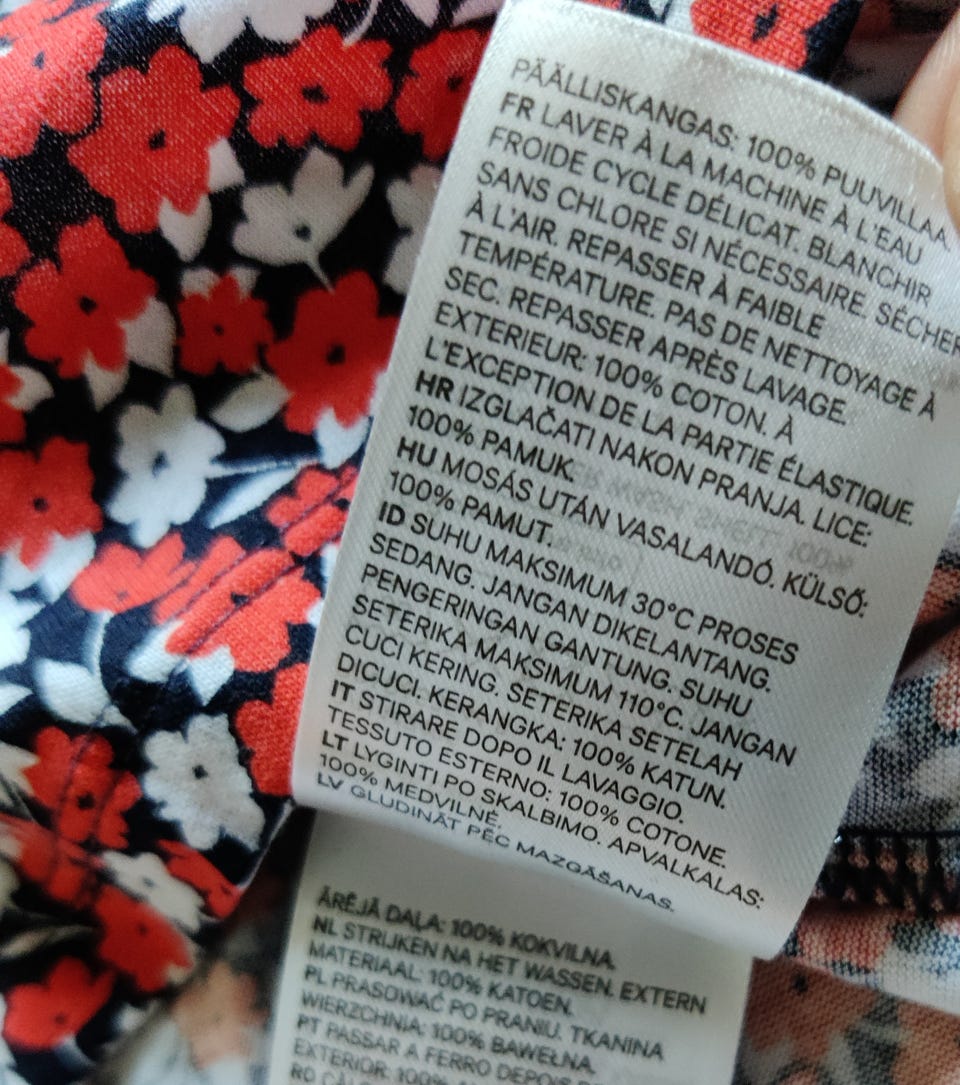 PÄÄLLISKANGAS: 100% PUUVILLAA.
FR LAVER À LA MACHINE À L'EAU
FROIDE CYCLE DÉLICAT. BLANCHIR
SANS CHLORE SI NÉCESSAIRE. SÉCHER
À L'AIR. REPASSER À FAIBLE
TEMPÉRATURE. PAS DE NETTOYAGE À
SEC. REPASSER APRÈS LAVAGE.
EXTERIEUR: 100% COTON. À
L'EXCEPTION DE LA PARTIE ÉLASTIQUE.
HR IZGLAČATI NAKON PRANJA. LICE:
100% PAMUK.
HU MOSÁS UTÁN VASALANDÓ. KÜLSŐ:
100% PAMUT.
ID SUHU MAKSIMUM 30°C PROSES
SEDANG. JANGAN DIKELANTANG.
PENGERINGAN GANTUNG. SUHU
SETERIKA MAKSIMUM 110°C. JANGAN
CUCI KERING. SETERIKA SETELAH
DICUCI. KERANGKA: 100% KATUN.
IT STIRARE DOPO IL LAVAGGIO.
TESSUTO ESTERNO: 100% COTONE.
LT LYGINTI PO SKALBIMO. APVALKALAS:
100% MEDVILNĖ.
LV GLUDINĀT PĒC MAZGĀŠANAS.
ĀRĒJĀ DAĻA: 100% KOKVILNA.
NL STRIJKEN NA HET WASSEN. EXTERN
MATERIAAL: 100% KATOEN.
PL PRASOWAĆ PO PRANIU. TKANINA
WIERZCHNIA: 100% BAWEŁNA.
PT PASSAR A FERRO DEPOIS
EXTERIOR: 100%
RO